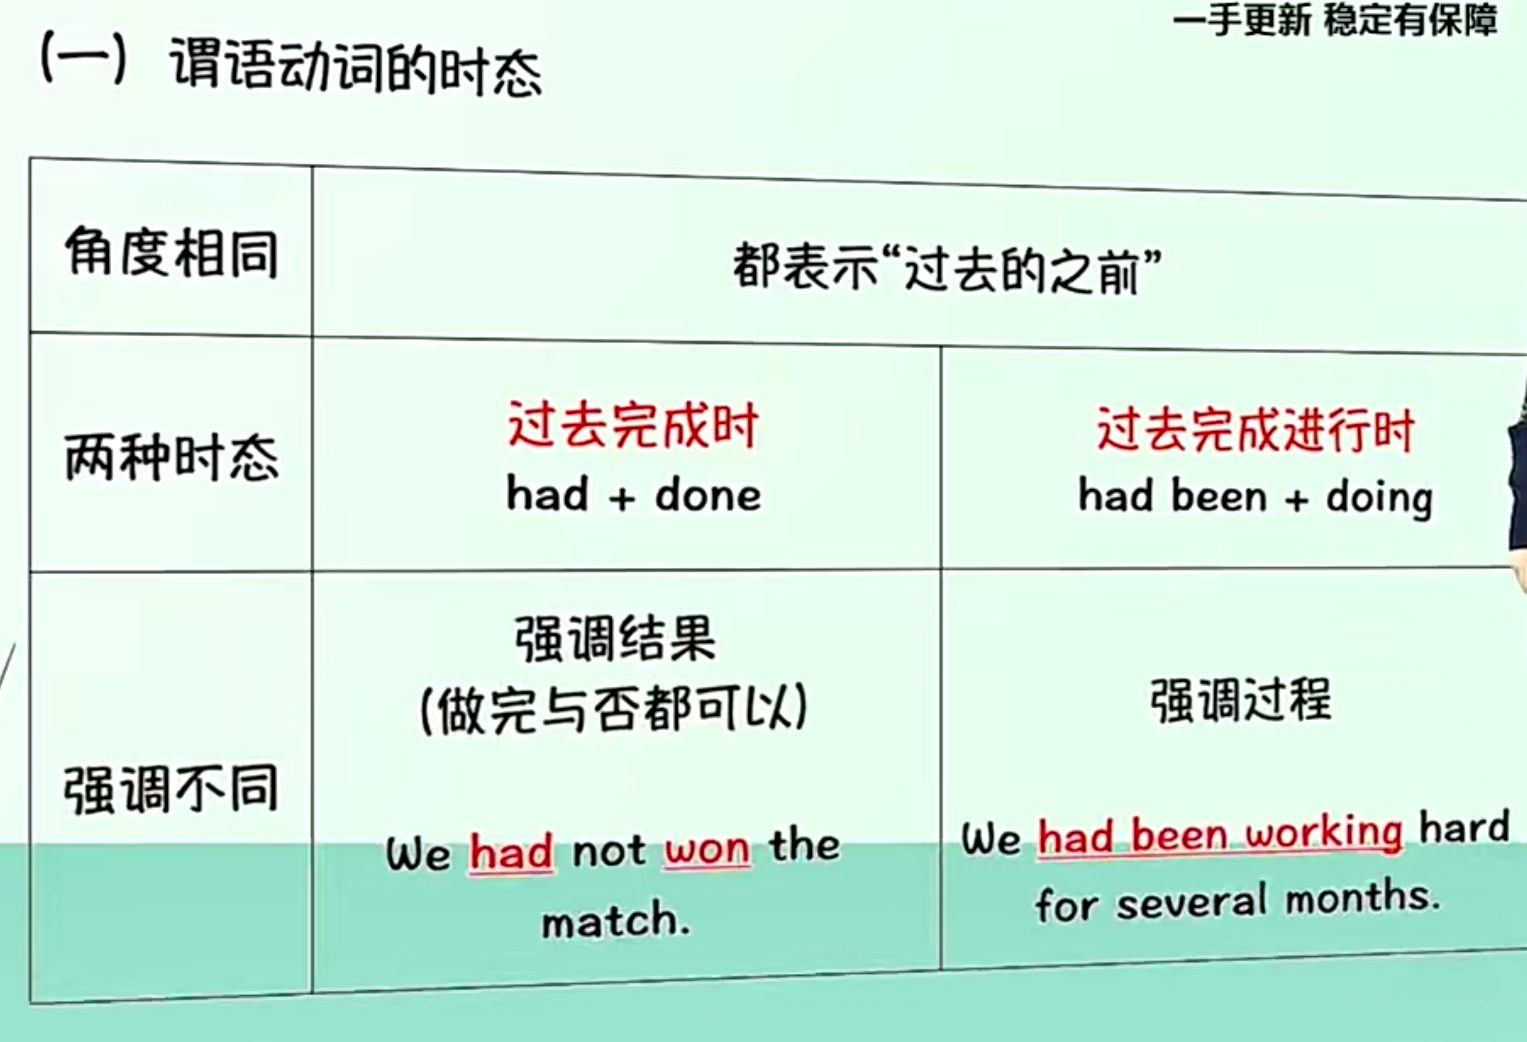 一手更新 稳定有保障
(一) 谓语动词的时态
角度相同
都表示“过去的之前”
两种时态
过去完成时
had + done
过去完成进行时
had been + doing
强调不同
强调结果
(做完与否都可以)
We had not won the
match.
强调过程
We had been working hard
for several months.